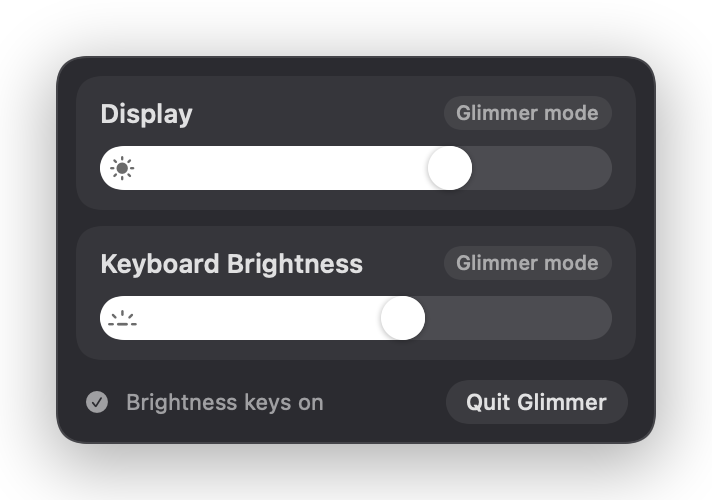 Display
Glimmer mode
Keyboard Brightness
Glimmer mode
Brightness keys on
Quit Glimmer